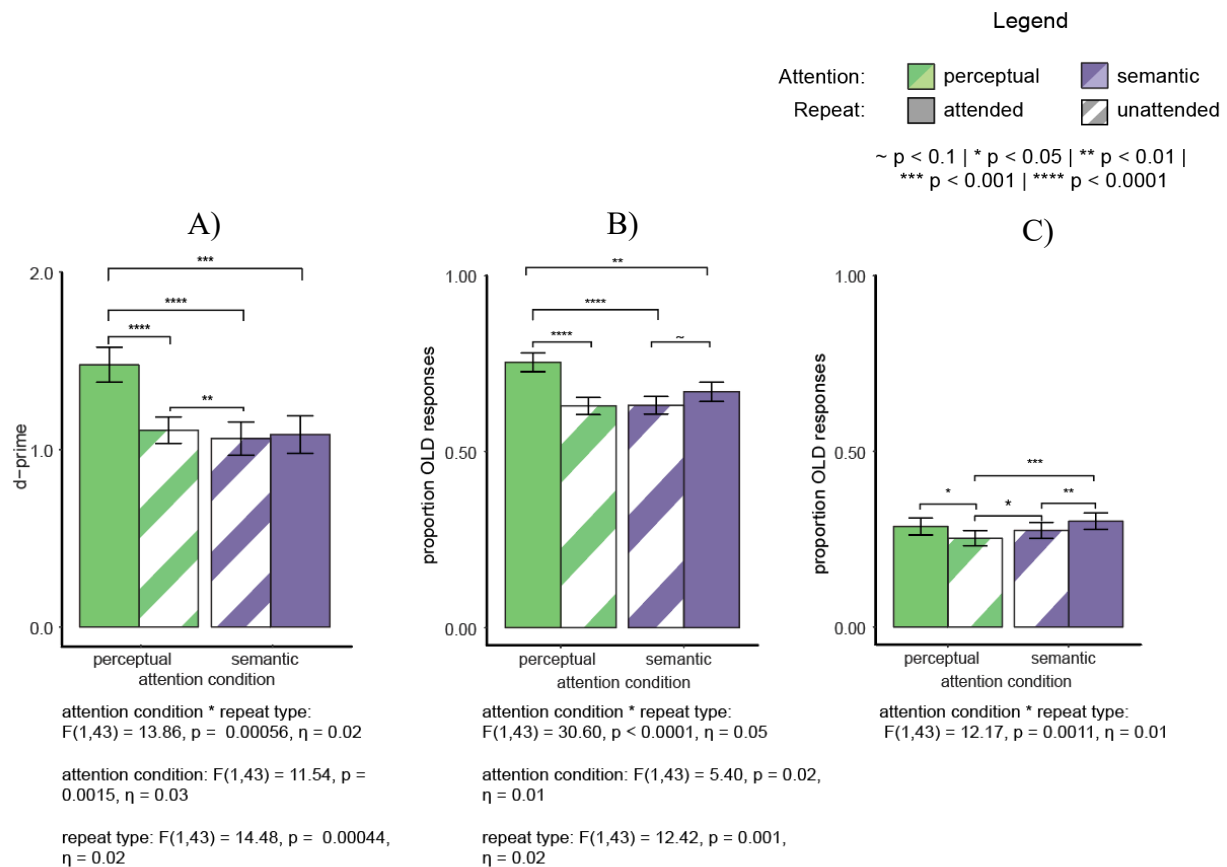 Legend
Attention: perceptual semantic
Repeat: attended unattended
~ p < 0.1 | * p < 0.05 | ** p < 0.01 |
*** p < 0.001 | **** p < 0.0001
A)
***
****
****
**
2.0
1.0
0.0
d-prime
perceptual semantic
attention condition
attention condition * repeat type:
F(1,43) = 13.86, p = 0.00056, η = 0.02
attention condition: F(1,43) = 11.54, p =
0.0015, η = 0.03
repeat type: F(1,43) = 14.48, p = 0.00044,
η = 0.02
B)
**
****
****
~
1.00
0.50
0.00
proportion OLD responses
perceptual semantic
attention condition
attention condition * repeat type:
F(1,43) = 30.60, p < 0.0001, η = 0.05
attention condition: F(1,43) = 5.40, p = 0.02,
η = 0.01
repeat type: F(1,43) = 12.42, p = 0.001,
η = 0.02
C)
***
*
*
**
1.00
0.50
0.00
proportion OLD responses
perceptual semantic
attention condition
attention condition * repeat type:
F(1,43) = 12.17, p = 0.0011, η = 0.01